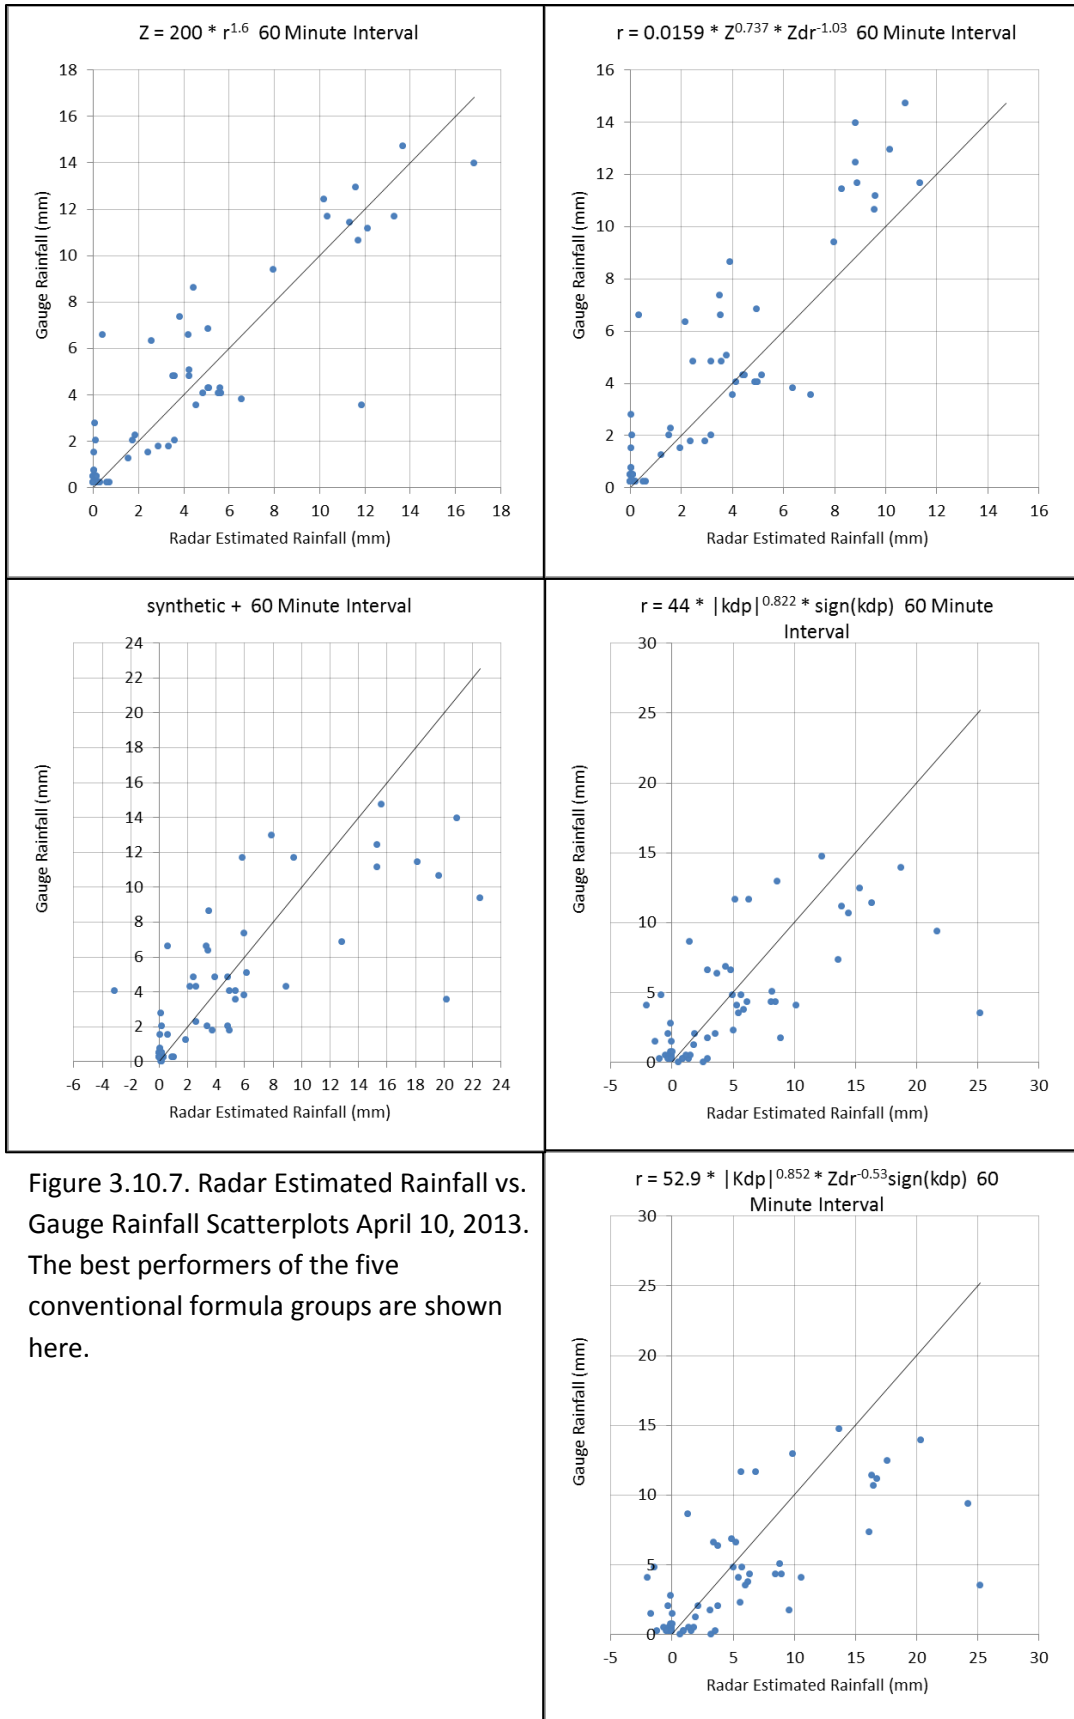 Z = 200 * r^1.6 60 Minute Interval
18
16
14
12
10
8
6
4
2
0
Gauge Rainfall (mm)
0 2 4 6 8 10 12 14 16 18
Radar Estimated Rainfall (mm)
r = 0.0159 * Z^0.737 * Zdr^-1.03 60 Minute Interval
16
14
12
10
8
6
4
2
0
Gauge Rainfall (mm)
0 2 4 6 8 10 12 14 16
Radar Estimated Rainfall (mm)
synthetic + 60 Minute Interval
24
22
20
18
16
14
12
10
8
6
4
2
0
Gauge Rainfall (mm)
-6 -4 -2 0 2 4 6 8 10 12 14 16 18 20 22 24
Radar Estimated Rainfall (mm)
r = 44 * |kdp|^0.822 * sign(kdp) 60 Minute
Interval
30
25
20
15
10
5
0
Gauge Rainfall (mm)
-5 0 5 10 15 20 25 30
Radar Estimated Rainfall (mm)
Figure 3.10.7. Radar Estimated Rainfall vs.
Gauge Rainfall Scatterplots April 10, 2013.
The best performers of the five
conventional formula groups are shown
here.
r = 52.9 * |Kdp|^0.852 * Zdr^-0.53 sign(kdp) 60
Minute Interval
30
25
20
15
10
5
0
Gauge Rainfall (mm)
-5 0 5 10 15 20 25 30
Radar Estimated Rainfall (mm)